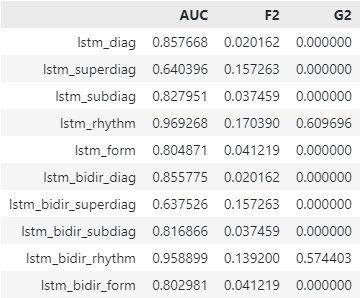 AUC F2 G2
lstm_diag 0.857668 0.020162 0.000000
lstm_superdiag 0.640396 0.157263 0.000000
lstm_subdiag 0.827951 0.037459 0.000000
lstm_rhythm 0.969268 0.170390 0.609696
lstm_form 0.804871 0.041219 0.000000
lstm_bidir_diag 0.855775 0.020162 0.000000
lstm_bidir_superdiag 0.637526 0.157263 0.000000
lstm_bidir_subdiag 0.816866 0.037459 0.000000
lstm_bidir_rhythm 0.958899 0.139200 0.574403
lstm_bidir_form 0.802981 0.041219 0.000000